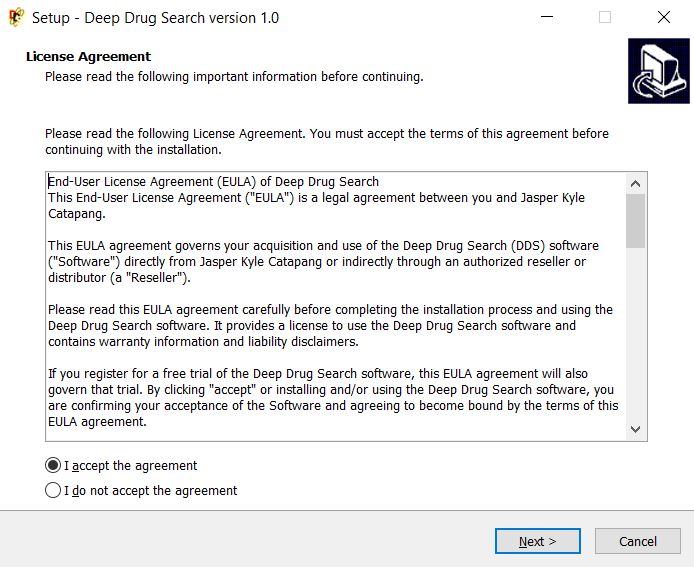 Setup - Deep Drug Search version 1.0
License Agreement
Please read the following important information before continuing.
Please read the following License Agreement. You must accept the terms of this agreement before
continuing with the installation.
End-User License Agreement (EULA) of Deep Drug Search
This End-User License Agreement ("EULA") is a legal agreement between you and Jasper Kyle
Catapang.
This EULA agreement governs your acquisition and use of the Deep Drug Search (DDS) software
("Software") directly from Jasper Kyle Catapang or indirectly through an authorized reseller or
distributor (a "Reseller").
Please read this EULA agreement carefully before completing the installation process and using the
Deep Drug Search software. It provides a license to use the Deep Drug Search software and
contains warranty information and liability disclaimers.
If you register for a free trial of the Deep Drug Search software, this EULA agreement will also
govern that trial. By clicking "accept" or installing and/or using the Deep Drug Search software, you
are confirming your acceptance of the Software and agreeing to become bound by the terms of this
EULA agreement.
I accept the agreement
I do not accept the agreement
Next >
Cancel